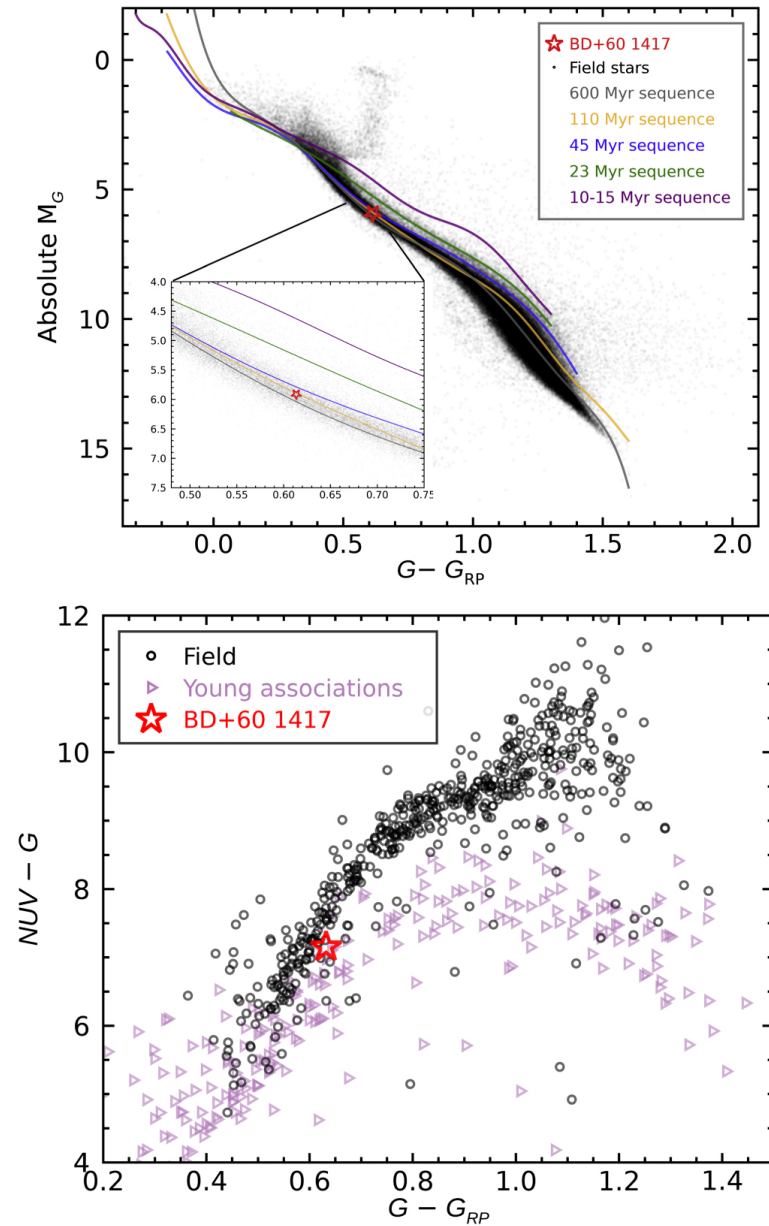 0
5
10
15
Absolute M_G
BD+60 1417
Field stars
600 Myr sequence
110 Myr sequence
45 Myr sequence
23 Myr sequence
10-15 Myr sequence
4.0
4.5
5.0
5.5
6.0
6.5
7.0
7.5
0.50 0.55 0.60 0.65 0.70 0.75
0.0 0.5 1.0 1.5 2.0
G − G_RP
12
10
8
6
4
NUV − G
Field
Young associations
BD+60 1417
0.2 0.4 0.6 0.8 1.0 1.2 1.4
G − G_RP